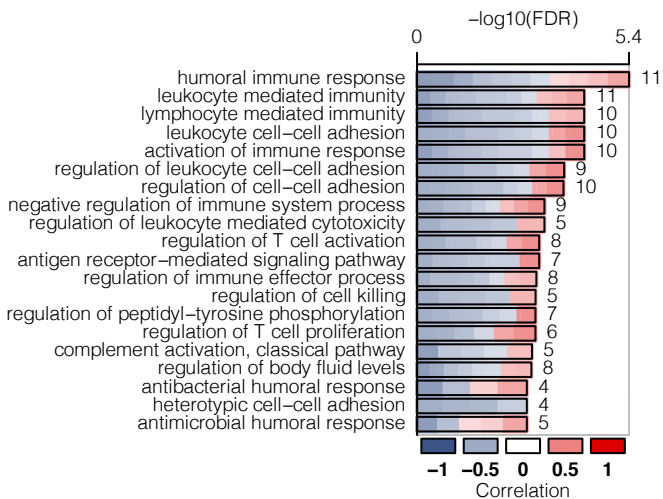 −log10(FDR)
0 5.4
humoral immune response 11
leukocyte mediated immunity 11
lymphocyte mediated immunity 10
leukocyte cell−cell adhesion 10
activation of immune response 10
regulation of leukocyte cell−cell adhesion 9
regulation of cell−cell adhesion 10
negative regulation of immune system process 9
regulation of leukocyte mediated cytotoxicity 5
regulation of T cell activation 8
antigen receptor−mediated signaling pathway 7
regulation of immune effector process 8
regulation of cell killing 5
regulation of peptidyl−tyrosine phosphorylation 7
regulation of T cell proliferation 6
complement activation, classical pathway 5
regulation of body fluid levels 8
antibacterial humoral response 4
heterotypic cell−cell adhesion 4
antimicrobial humoral response 5
−1 −0.5 0 0.5 1
Correlation